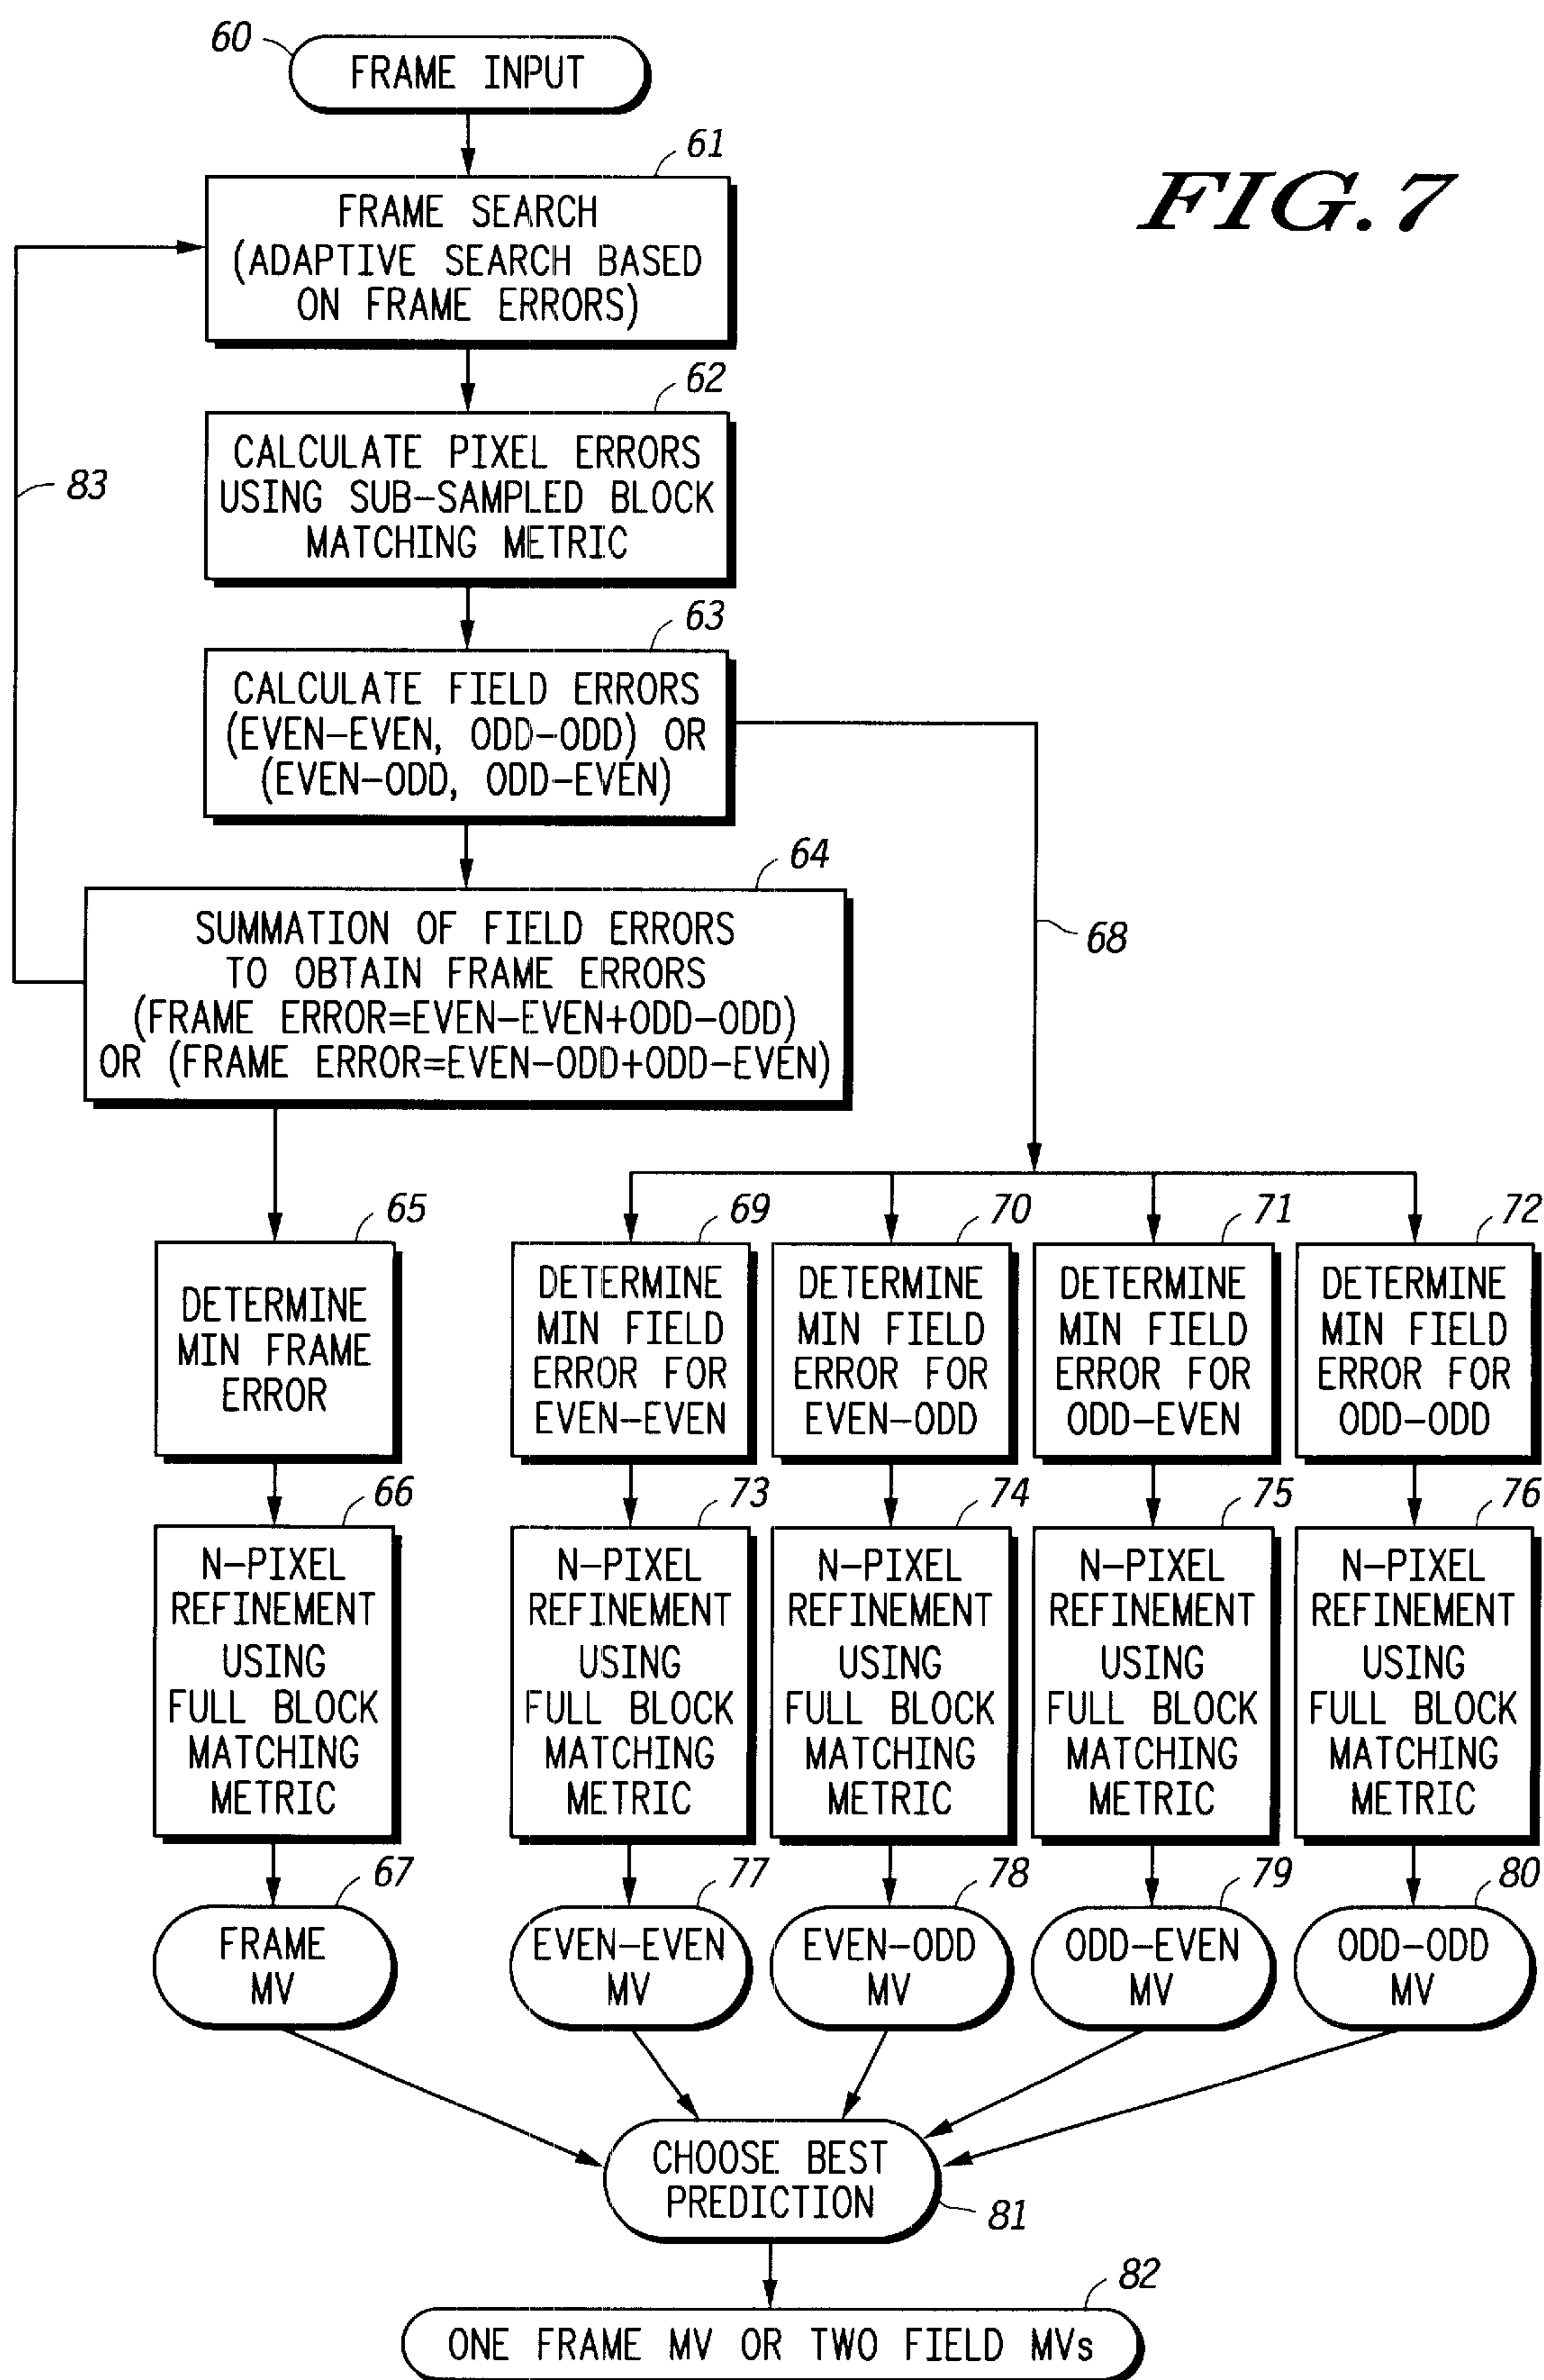 60
FRAME INPUT
FIG. 7
61
FRAME SEARCH
(ADAPTIVE SEARCH BASED
ON FRAME ERRORS)
62
CALCULATE PIXEL ERRORS
USING SUB-SAMPLED BLOCK
MATCHING METRIC
83
63
CALCULATE FIELD ERRORS
(EVEN-EVEN, ODD-ODD) OR
(EVEN-ODD, ODD-EVEN)
64
SUMMATION OF FIELD ERRORS
TO OBTAIN FRAME ERRORS
(FRAME ERROR=EVEN-EVEN+ODD-ODD)
OR (FRAME ERROR=EVEN-ODD+ODD-EVEN)
68
65
DETERMINE
MIN FRAME
ERROR
69
DETERMINE
MIN FIELD
ERROR FOR
EVEN-EVEN
70
DETERMINE
MIN FIELD
ERROR FOR
EVEN-ODD
71
DETERMINE
MIN FIELD
ERROR FOR
ODD-EVEN
72
DETERMINE
MIN FIELD
ERROR FOR
ODD-ODD
66
N-PIXEL
REFINEMENT
USING
FULL BLOCK
MATCHING
METRIC
73
N-PIXEL
REFINEMENT
USING
FULL BLOCK
MATCHING
METRIC
74
N-PIXEL
REFINEMENT
USING
FULL BLOCK
MATCHING
METRIC
75
N-PIXEL
REFINEMENT
USING
FULL BLOCK
MATCHING
METRIC
76
N-PIXEL
REFINEMENT
USING
FULL BLOCK
MATCHING
METRIC
67
FRAME
MV
77
EVEN-EVEN
MV
78
EVEN-ODD
MV
79
ODD-EVEN
MV
80
ODD-ODD
MV
CHOOSE BEST
PREDICTION
81
82
ONE FRAME MV OR TWO FIELD MVs